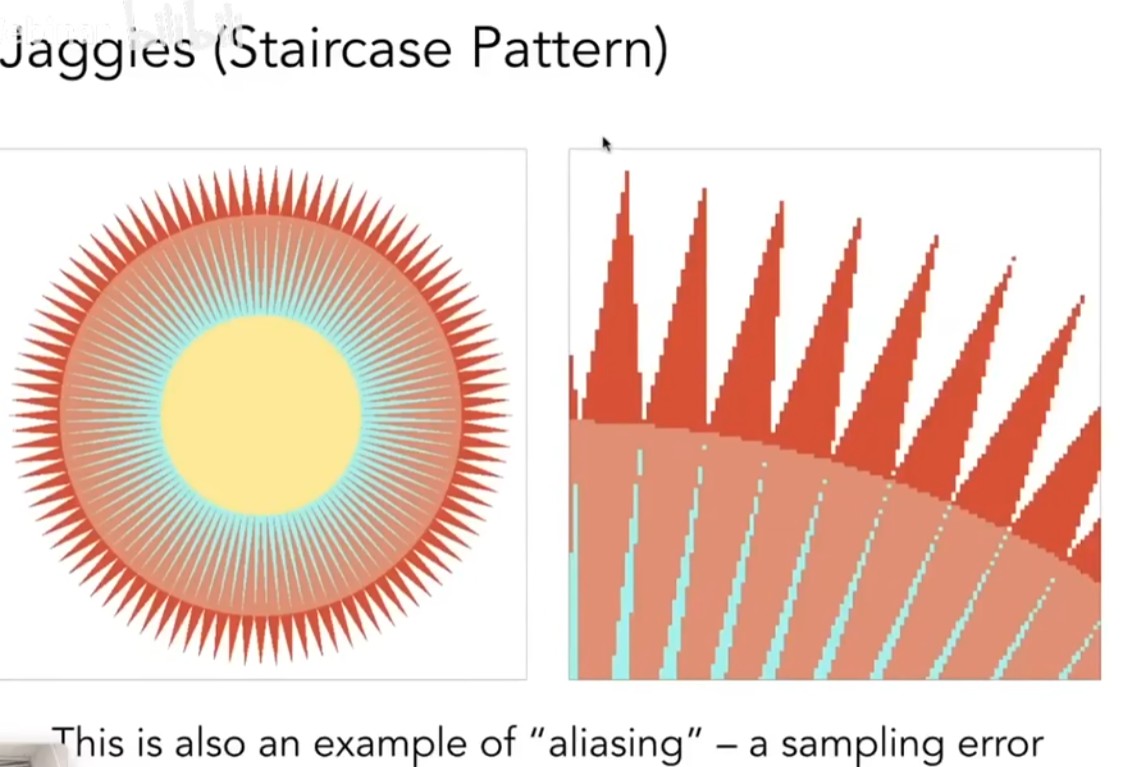 Jaggies (Staircase Pattern)
This is also an example of “aliasing” – a sampling error